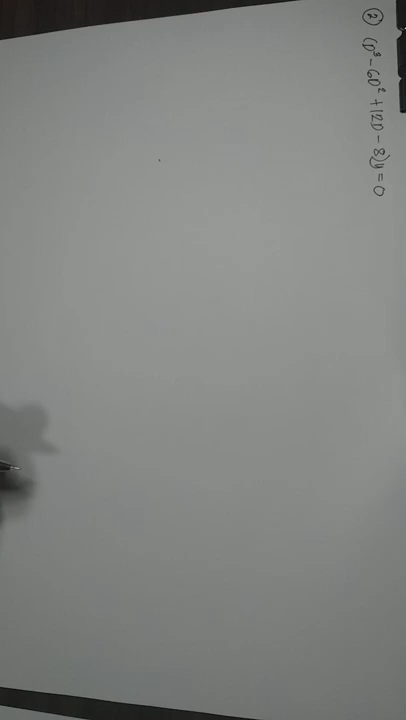 ② (D³ - 6D² + 12D - 8)y = 0